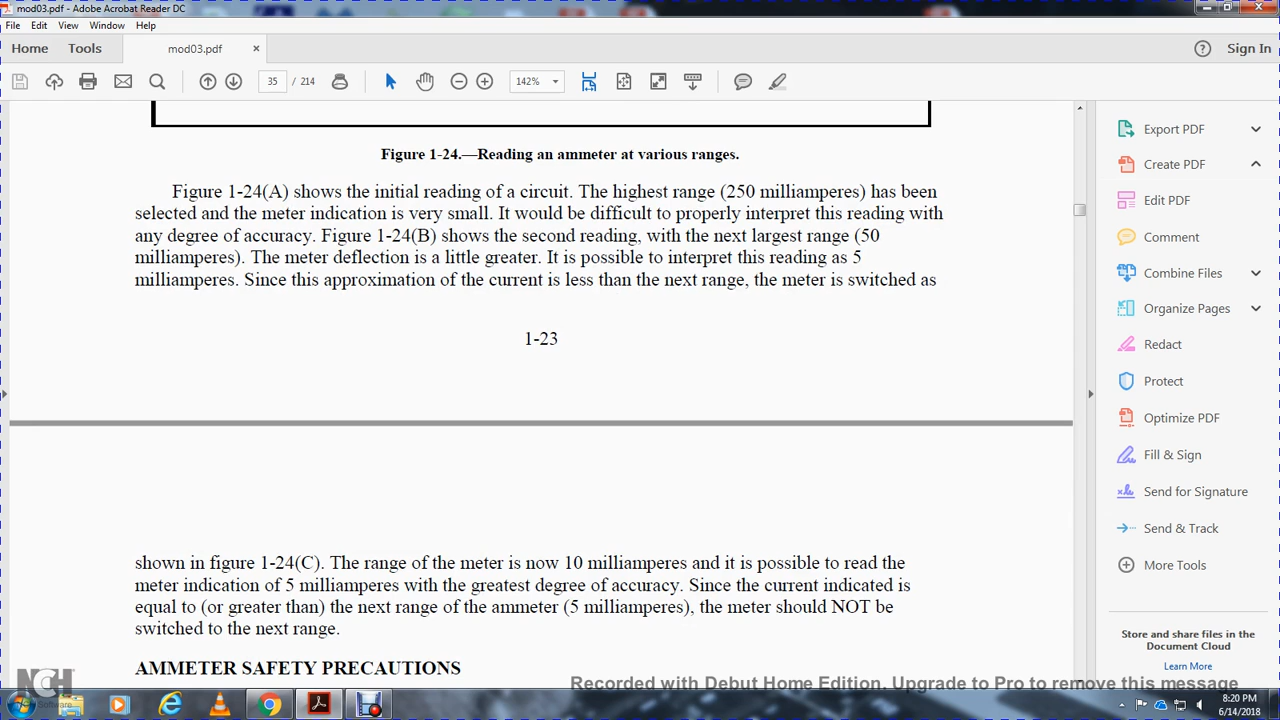 mod03.pdf - Adobe Acrobat Reader DC
File Edit View Window Help
Home Tools mod03.pdf × Sign In
35 / 214 142%
Figure 1-24.—Reading an ammeter at various ranges.
Figure 1-24(A) shows the initial reading of a circuit. The highest range (250 milliamperes) has been
selected and the meter indication is very small. It would be difficult to properly interpret this reading with
any degree of accuracy. Figure 1-24(B) shows the second reading, with the next largest range (50
milliamperes). The meter deflection is a little greater. It is possible to interpret this reading as 5
milliamperes. Since this approximation of the current is less than the next range, the meter is switched as
1-23
shown in figure 1-24(C). The range of the meter is now 10 milliamperes and it is possible to read the
meter indication of 5 milliamperes with the greatest degree of accuracy. Since the current indicated is
equal to (or greater than) the next range of the ammeter (5 milliamperes), the meter should NOT be
switched to the next range.
AMMETER SAFETY PRECAUTIONS
Export PDF
Create PDF
Edit PDF
Comment
Combine Files
Organize Pages
Redact
Protect
Optimize PDF
Fill & Sign
Send for Signature
Send & Track
More Tools
Store and share files in the
Document Cloud
Learn More
NCH
Software
Recorded with Debut Home Edition. Upgrade to Pro to remove this message
8:20 PM
6/14/2018